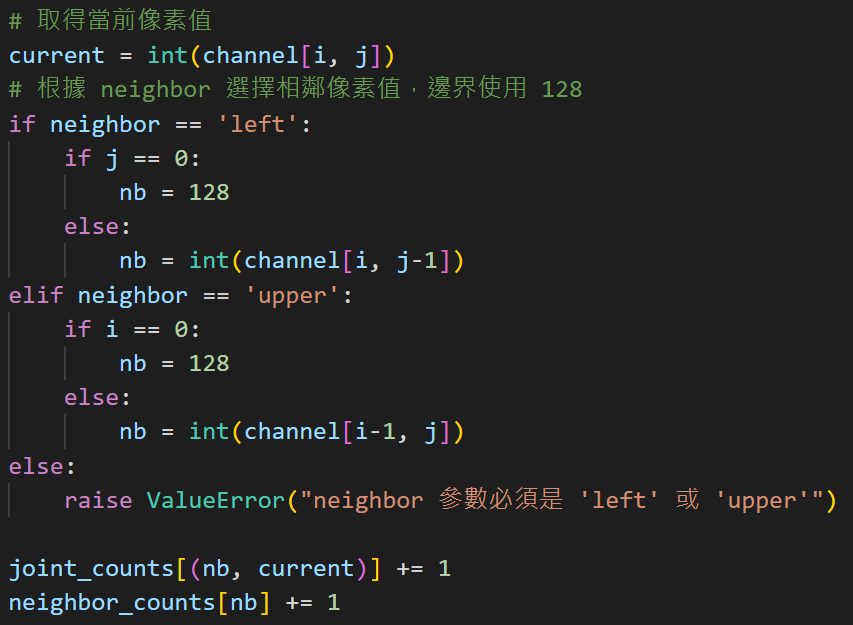 # 取得當前像素值
current = int(channel[i, j])
# 根據 neighbor 選擇相鄰像素值，邊界使用 128
if neighbor == 'left':
    if j == 0:
        nb = 128
    else:
        nb = int(channel[i, j-1])
elif neighbor == 'upper':
    if i == 0:
        nb = 128
    else:
        nb = int(channel[i-1, j])
else:
    raise ValueError("neighbor 參數必須是 'left' 或 'upper'")

joint_counts[(nb, current)] += 1
neighbor_counts[nb] += 1